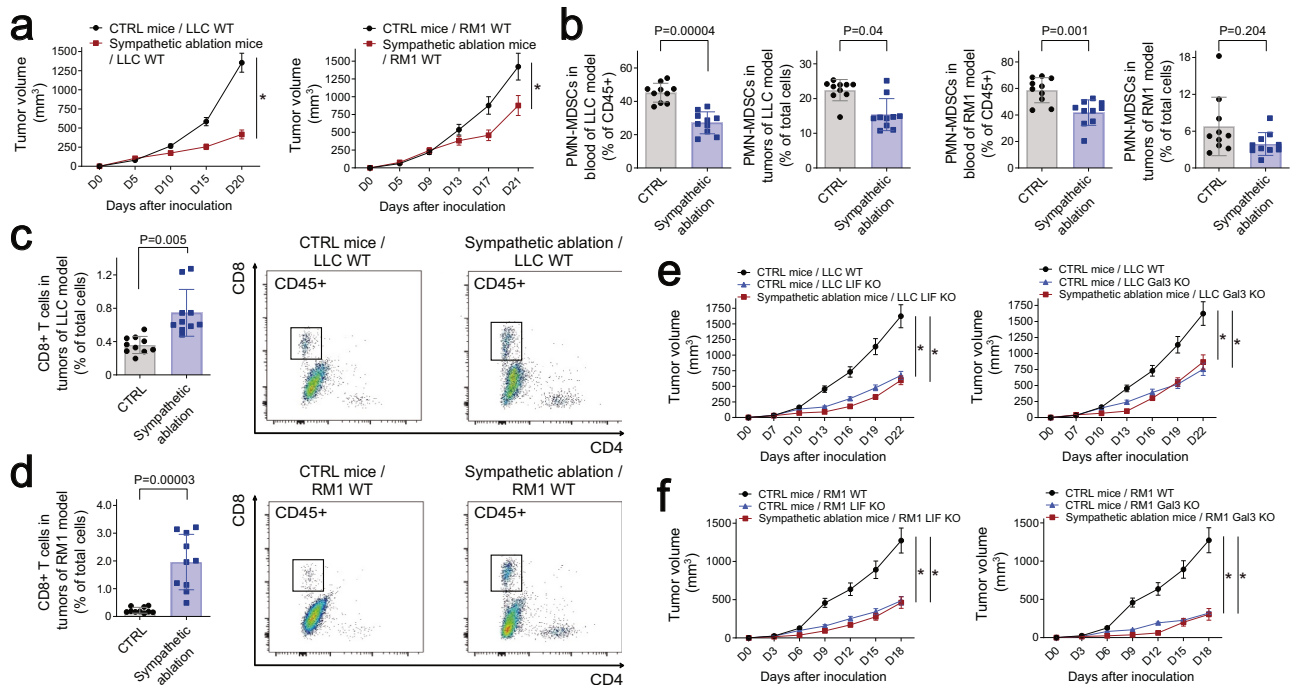 a
CTRL mice / LLC WT
Sympathetic ablation mice
/ LLC WT
Tumor volume
(mm3)
1500
1250
1000
750
500
250
0
*
D0
D5
D10
D15
D20
Days after inoculation
CTRL mice / RM1 WT
Sympathetic ablation mice
/ RM1 WT
Tumor volume
(mm3)
1500
1250
1000
750
500
250
0
*
D0
D5
D9
D13
D17
D21
Days after inoculation
b
P=0.00004
PMN-MDSCs in
blood of LLC model
(% of CD45+)
60
40
20
0
CTRL
Sympathetic
ablation
P=0.04
PMN-MDSCs in
tumors of LLC model
(% of total cells)
30
20
10
0
CTRL
Sympathetic
ablation
P=0.001
PMN-MDSCs in
blood of RM1 model
(% of CD45+)
80
60
40
20
0
CTRL
Sympathetic
ablation
P=0.204
PMN-MDSCs in
tumors of RM1 model
(% of total cells)
18
12
6
0
CTRL
Sympathetic
ablation
c
P=0.005
CD8+ T cells in
tumors of LLC model
(% of total cells)
1.2
0.8
0.4
0
CTRL
Sympathetic
ablation
CTRL mice /
LLC WT
CD45+
CD8
Sympathetic ablation /
LLC WT
CD45+
CD4
d
P=0.00003
CD8+ T cells in
tumors of RM1 model
(% of total cells)
4.0
3.0
2.0
1.0
0
CTRL
Sympathetic
ablation
CTRL mice /
RM1 WT
CD45+
CD8
Sympathetic ablation /
RM1 WT
CD45+
CD4
e
CTRL mice / LLC WT
CTRL mice / LLC LIF KO
Sympathetic ablation mice / LLC LIF KO
Tumor volume
(mm3)
1750
1500
1250
1000
750
500
250
0
* *
D0
D7
D10
D13
D16
D19
D22
Days after inoculation
CTRL mice / LLC WT
CTRL mice / LLC Gal3 KO
Sympathetic ablation mice / LLC Gal3 KO
Tumor volume
(mm3)
1750
1500
1250
1000
750
500
250
0
* *
D0
D7
D10
D13
D16
D19
D22
Days after inoculation
f
CTRL mice / RM1 WT
CTRL mice / RM1 LIF KO
Sympathetic ablation mice / RM1 LIF KO
Tumor volume
(mm3)
1500
1000
500
0
* *
D0
D3
D6
D9
D12
D15
D18
Days after inoculation
CTRL mice / RM1 WT
CTRL mice / RM1 Gal3 KO
Sympathetic ablation mice / RM1 Gal3 KO
Tumor volume
(mm3)
1500
1000
500
0
* *
D0
D3
D6
D9
D12
D15
D18
Days after inoculation